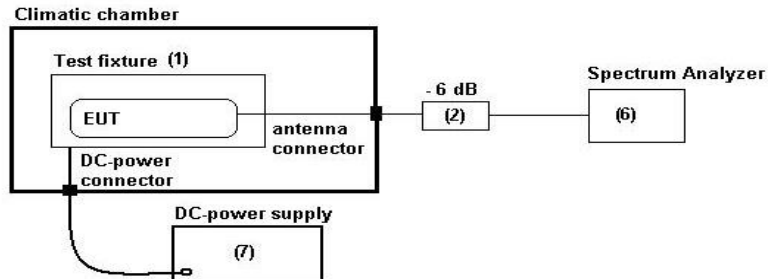 Climatic chamber
Test fixture (1)
EUT
antenna
connector
DC-power
connector
- 6 dB
(2)
Spectrum Analyzer
(6)
DC-power supply
(7)